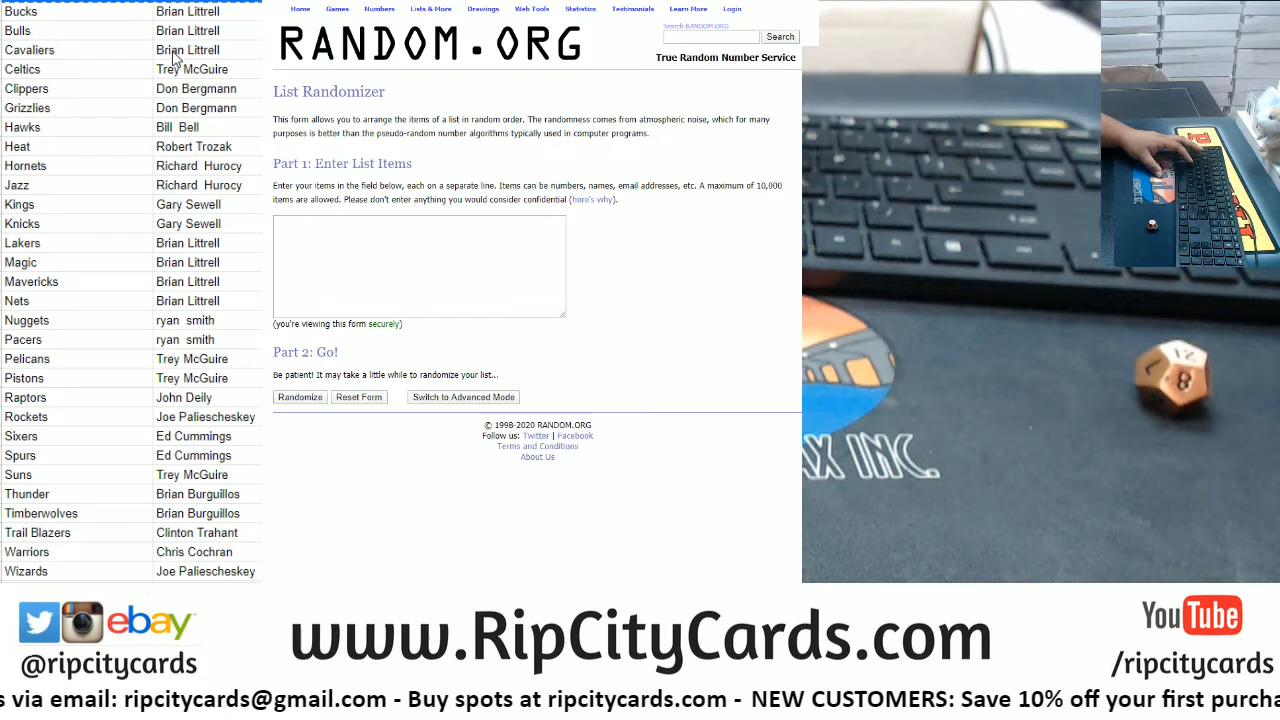 Bucks Brian Littrell
Bulls Brian Littrell
Cavaliers Brian Littrell
Celtics Trey McGuire
Clippers Don Bergmann
Grizzlies Don Bergmann
Hawks Bill Bell
Heat Robert Trozak
Hornets Richard Hurocy
Jazz Richard Hurocy
Kings Gary Sewell
Knicks Gary Sewell
Lakers Brian Littrell
Magic Brian Littrell
Mavericks Brian Littrell
Nets Brian Littrell
Nuggets ryan smith
Pacers ryan smith
Pelicans Trey McGuire
Pistons Trey McGuire
Raptors John Deily
Rockets Joe Paliescheskey
Sixers Ed Cummings
Spurs Ed Cummings
Suns Trey McGuire
Thunder Brian Burguillos
Timberwolves Brian Burguillos
Trail Blazers Clinton Trahant
Warriors Chris Cochran
Wizards Joe Paliescheskey
Home Games Numbers Lists & More Drawings Web Tools Statistics Testimonials Learn More Login
RANDOM.ORG
Search RANDOM.ORG
Search
True Random Number Service
List Randomizer
This form allows you to arrange the items of a list in random order. The randomness comes from atmospheric noise, which for many
purposes is better than the pseudo-random number algorithms typically used in computer programs.
Part 1: Enter List Items
Enter your items in the field below, each on a separate line. Items can be numbers, names, email addresses, etc. A maximum of 10,000
items are allowed. Please don't enter anything you would consider confidential (here's why).
(you're viewing this form securely)
Part 2: Go!
Be patient! It may take a little while to randomize your list...
Randomize Reset Form Switch to Advanced Mode
© 1998-2020 RANDOM.ORG
Follow us: Twitter | Facebook
Terms and Conditions
About Us
12
8
AX INC.
ebay
@ripcitycards
www.RipCityCards.com
YouTube
/ripcitycards
s via email: ripcitycards@gmail.com - Buy spots at ripcitycards.com - NEW CUSTOMERS: Save 10% off your first purcha